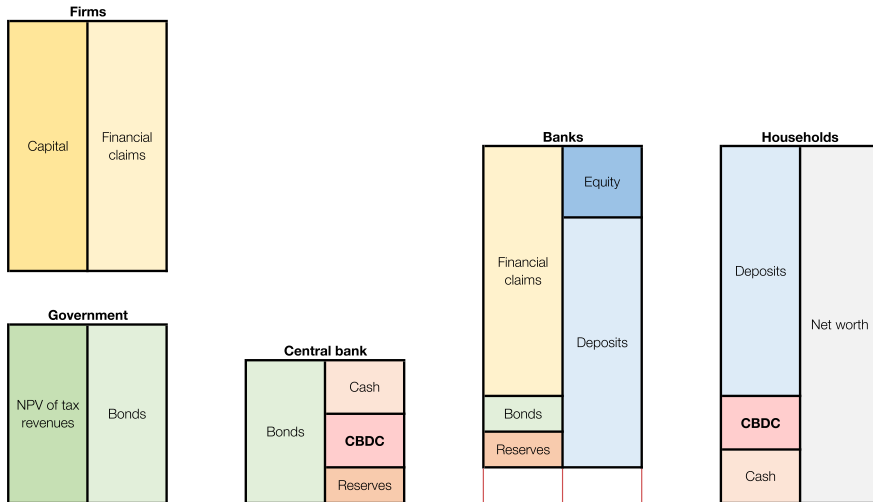 Firms
Capital
Financial
claims
Government
NPV of tax
revenues
Bonds
Central bank
Bonds
Cash
CBDC
Reserves
Banks
Financial
claims
Bonds
Reserves
Equity
Deposits
Households
Deposits
CBDC
Cash
Net worth